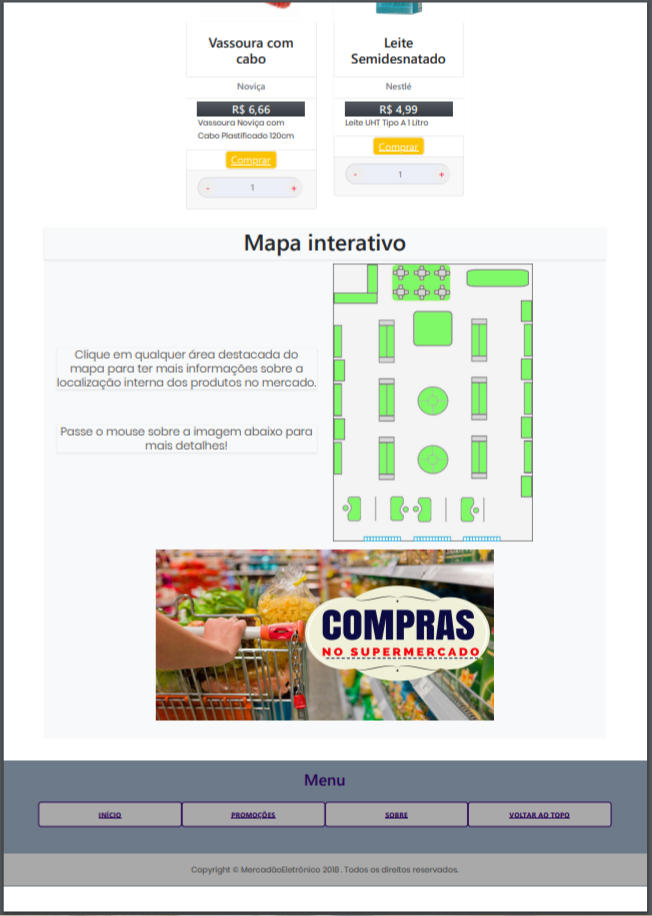 Vassoura com
cabo
Noviça
R$ 6,66
Vassoura Noviça com
Cabo Plastificado 120cm
Comprar
- 1 +
Leite
Semidesnatado
Nestlé
R$ 4,99
Leite UHT Tipo A 1 Litro
Comprar
- 1 +
Mapa interativo
Clique em qualquer área destacada do
mapa para ter mais informações sobre a
localização interna dos produtos no mercado.
Passe o mouse sobre a imagem abaixo para
mais detalhes!
COMPRAS
NO SUPERMERCADO
Menu
INÍCIO
PROMOÇÕES
SOBRE
VOLTAR AO TOPO
Copyright © MercadãoEletrônico 2018 . Todos os direitos reservados.